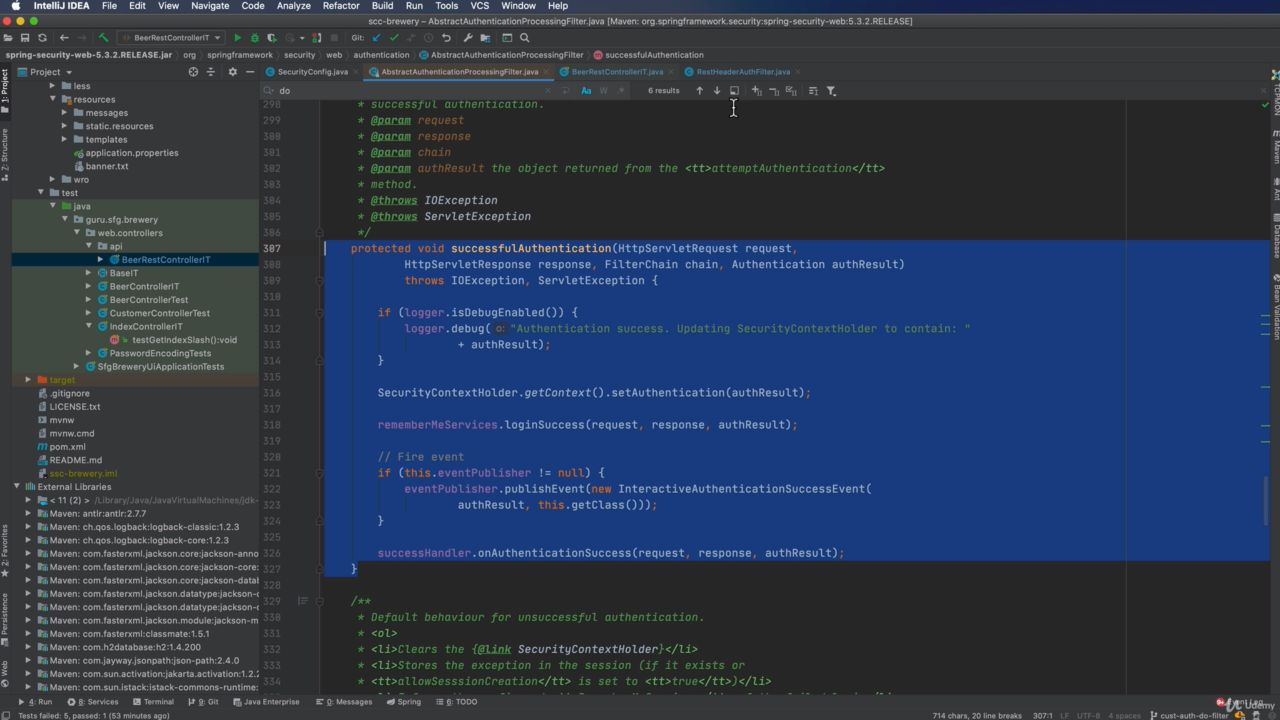 IntelliJ IDEA File Edit View Navigate Code Analyze Refactor Build Run Tools VCS Window Help
scc-brewery – AbstractAuthenticationProcessingFilter.java [Maven: org.springframework.security:spring-security-web:5.3.2.RELEASE]
BeerRestControllerIT Git:
spring-security-web-5.3.2.RELEASE.jar org springframework security web authentication AbstractAuthenticationProcessingFilter successfulAuthentication
Project SecurityConfig.java AbstractAuthenticationProcessingFilter.java BeerRestControllerIT.java RestHeaderAuthFilter.java
do Aa W 6 results
less
resources
messages
static.resources
templates
application.properties
banner.txt
wro
test
java
guru.sfg.brewery
web.controllers
api
BeerRestControllerIT
BaseIT
BeerControllerIT
BeerControllerTest
CustomerControllerTest
IndexControllerIT
testGetIndexSlash():void
PasswordEncodingTests
SfgBreweryUiApplicationTests
target
.gitignore
LICENSE.txt
mvnw
mvnw.cmd
pom.xml
README.md
ssc-brewery.iml
External Libraries
< 11 (2) > /Library/Java/JavaVirtualMachines/jdk-
Maven: antlr:antlr:2.7.7
Maven: ch.qos.logback:logback-classic:1.2.3
Maven: ch.qos.logback:logback-core:1.2.3
Maven: com.fasterxml.jackson.core:jackson-anno
Maven: com.fasterxml.jackson.core:jackson-core:
Maven: com.fasterxml.jackson.core:jackson-datab
Maven: com.fasterxml.jackson.datatype:jackson-d
Maven: com.fasterxml.jackson.datatype:jackson-d
Maven: com.fasterxml.jackson.module:jackson-m
Maven: com.fasterxml:classmate:1.5.1
Maven: com.h2database:h2:1.4.200
Maven: com.jayway.jsonpath:json-path:2.4.0
Maven: com.sun.activation:jakarta.activation:1.2.2
Maven: com.sun.istack:istack-commons-runtime:
298 * successful authentication.
299 * @param request
300 * @param response
301 * @param chain
302 * @param authResult the object returned from the <tt>attemptAuthentication</tt>
303 * method.
304 * @throws IOException
305 * @throws ServletException
306 */
307 protected void successfulAuthentication(HttpServletRequest request,
308 HttpServletResponse response, FilterChain chain, Authentication authResult)
309 throws IOException, ServletException {
310
311 if (logger.isDebugEnabled()) {
312 logger.debug( o: "Authentication success. Updating SecurityContextHolder to contain: "
313 + authResult);
314 }
315
316 SecurityContextHolder.getContext().setAuthentication(authResult);
317
318 rememberMeServices.loginSuccess(request, response, authResult);
319
320 // Fire event
321 if (this.eventPublisher != null) {
322 eventPublisher.publishEvent(new InteractiveAuthenticationSuccessEvent(
323 authResult, this.getClass()));
324 }
325
326 successHandler.onAuthenticationSuccess(request, response, authResult);
327 }
328
329 /**
330 * Default behaviour for unsuccessful authentication.
331 * <ol>
332 * <li>Clears the {@link SecurityContextHolder}</li>
333 * <li>Stores the exception in the session (if it exists or
334 * <tt>allowSesssionCreation</tt> is set to <tt>true</tt>)</li>
1: Project
7: Structure
2: Favorites
Persistence
Web
Maven
Ant
Database
Bean Validation
4: Run 8: Services Terminal 9: Git Java Enterprise 0: Messages Spring 6: TODO
Tests failed: 5, passed: 1 (53 minutes ago) 714 chars, 20 line breaks 307:1 LF UTF-8 4 spaces cust-auth-do-filter
Udemy